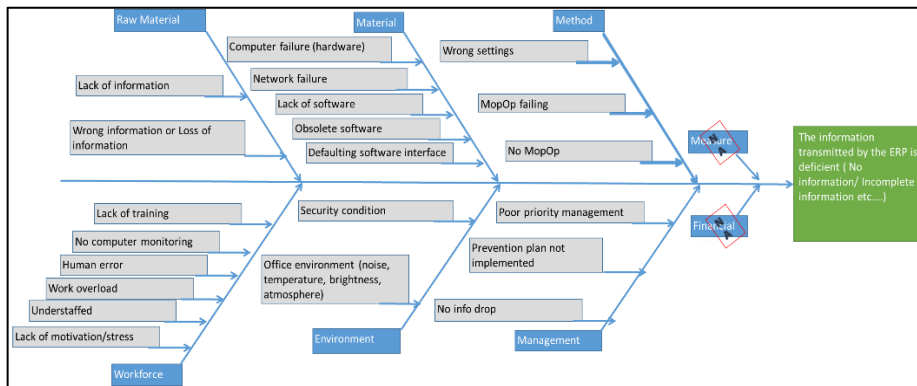 Raw Material
Material
Method
Computer failure (hardware)
Wrong settings
Lack of information
Network failure
Lack of software
MopOp failing
Wrong information or Loss of
information
Obsolete software
Defaulting software interface
No MopOp
Measure
N A
The information
transmitted by the ERP is
deficient ( No
information/ Incomplete
information etc....)
Lack of training
Security condition
Poor priority management
Financial
N A
No computer monitoring
Human error
Office environment (noise,
temperature, brightness,
atmosphere)
Prevention plan not
implemented
Work overload
Understaffed
No info drop
Lack of motivation/stress
Environment
Management
Workforce